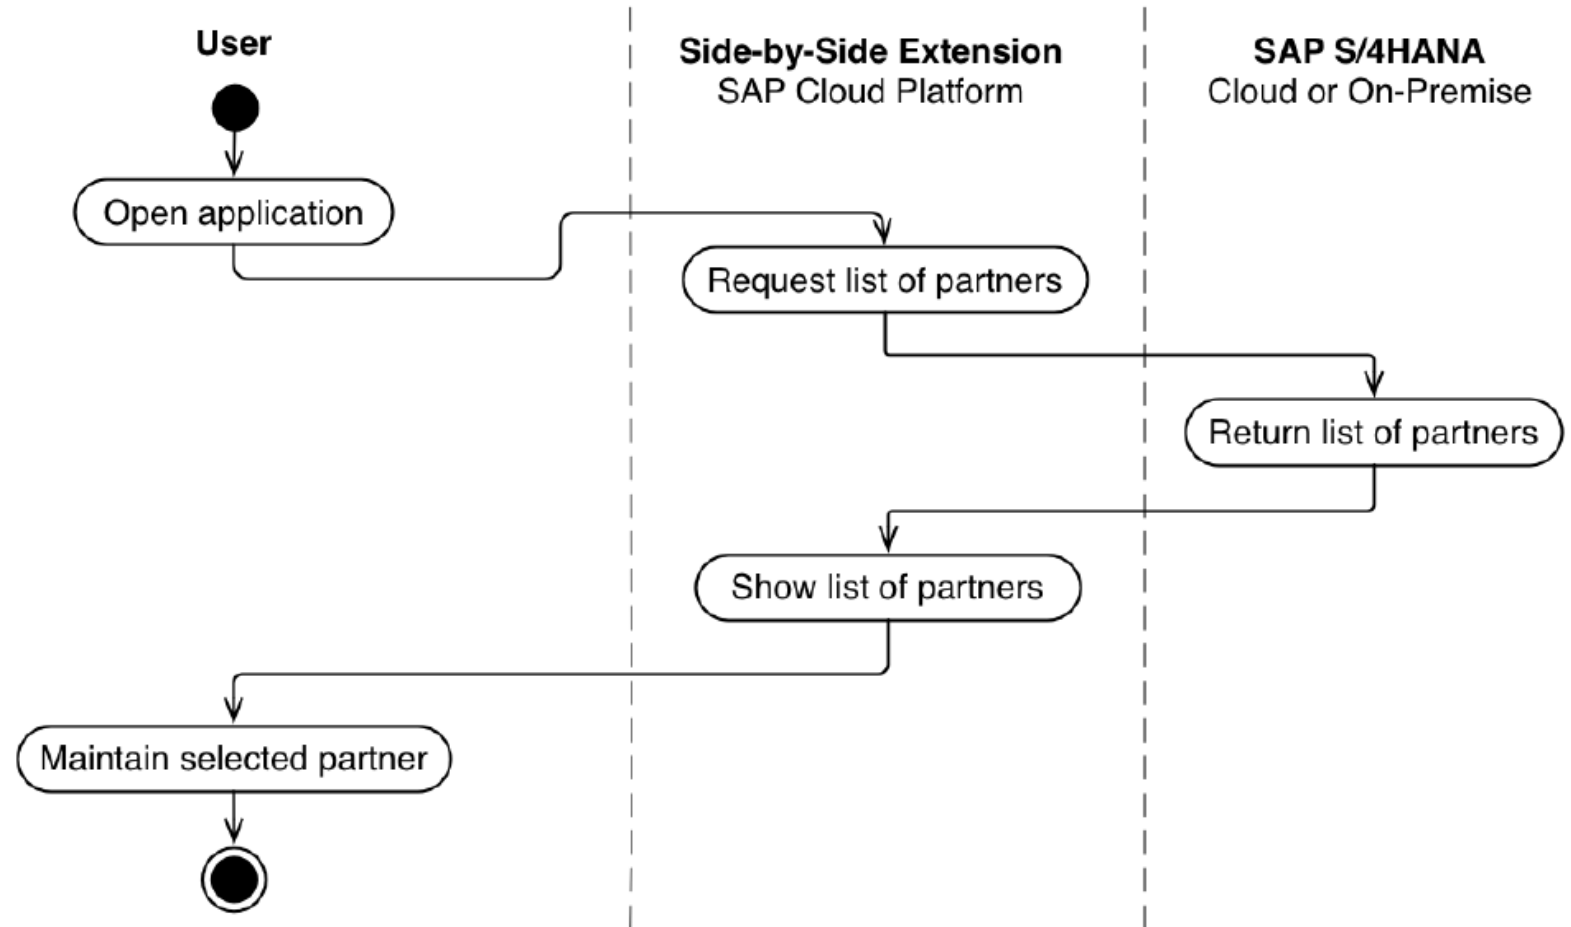 User
Side-by-Side Extension
SAP Cloud Platform
SAP S/4HANA
Cloud or On-Premise
Open application
Request list of partners
Return list of partners
Show list of partners
Maintain selected partner